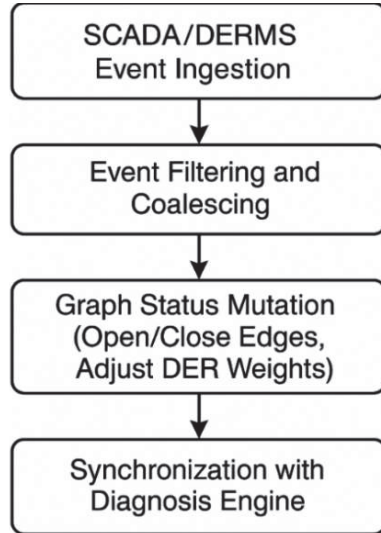 SCADA/DERMS
Event Ingestion
Event Filtering and
Coalescing
Graph Status Mutation
(Open/Close Edges,
Adjust DER Weights)
Synchronization with
Diagnosis Engine